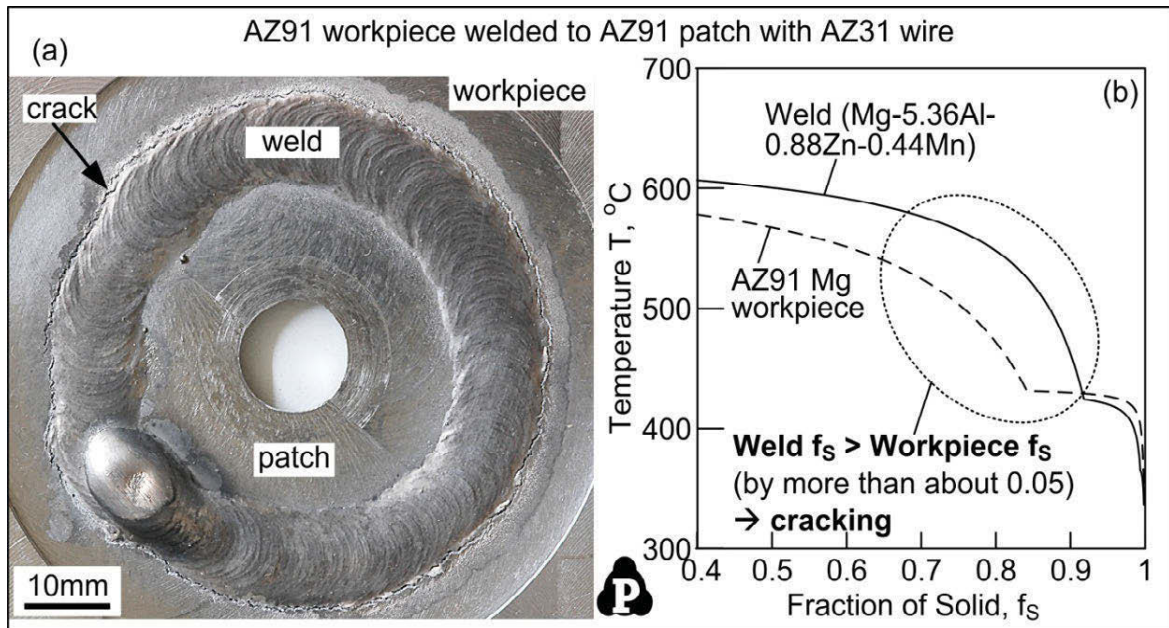 AZ91 workpiece welded to AZ91 patch with AZ31 wire
(a)
workpiece
crack
weld
patch
10mm
(b)
700
600
500
400
300
Temperature T, °C
Weld (Mg-5.36Al-
0.88Zn-0.44Mn)
AZ91 Mg
workpiece
Weld fS > Workpiece fS
(by more than about 0.05)
→ cracking
0.4 0.5 0.6 0.7 0.8 0.9 1
Fraction of Solid, fS
P